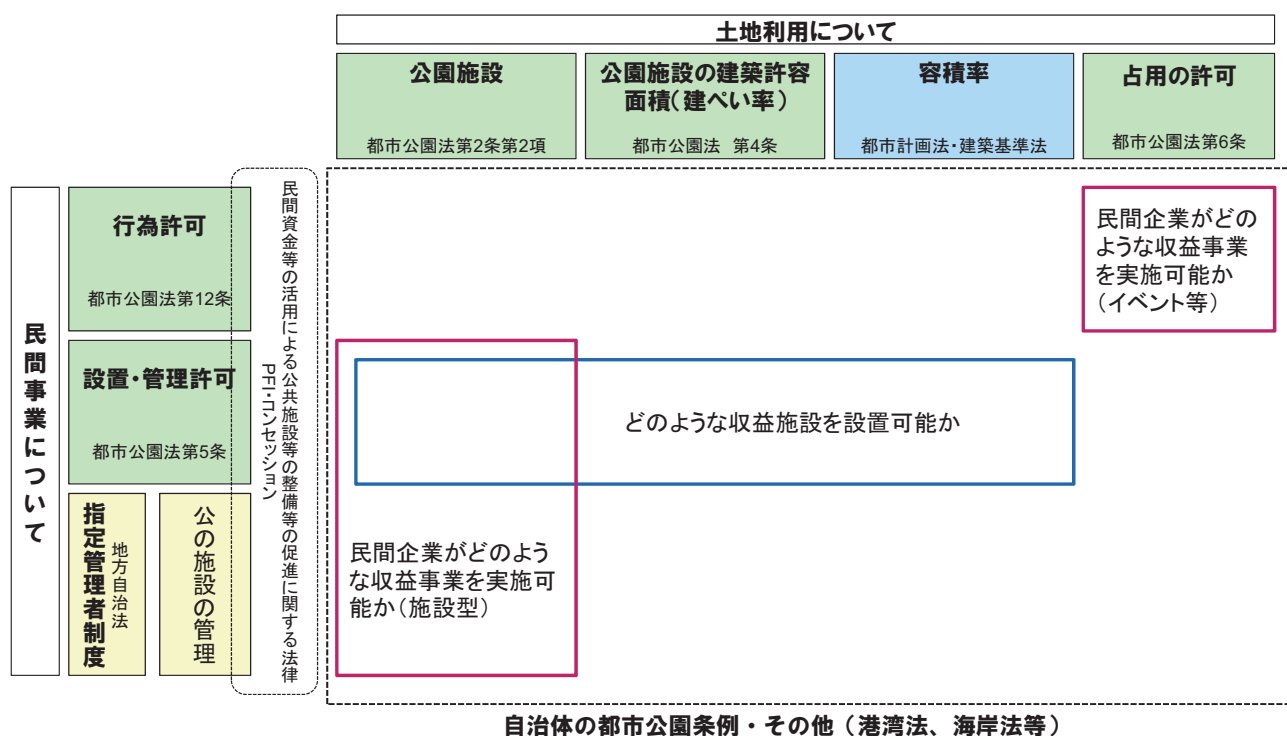 土地利用について
公園施設
都市公園法第2条第2項
公園施設の建築許容
面積(建ぺい率)
都市公園法 第4条
容積率
都市計画法・建築基準法
占用の許可
都市公園法第6条
民間事業について
行為許可
都市公園法第12条
設置・管理許可
都市公園法第5条
指定管理者制度
地方自治法
公の施設の管理
民間資金等の活用による公共施設等の整備等の促進に関する法律
PFI・コンセッション
民間企業がどの
ような収益事業
を実施可能か
(イベント等)
どのような収益施設を設置可能か
民間企業がどのよう
な収益事業を実施可
能か(施設型)
自治体の都市公園条例・その他(港湾法、海岸法等)